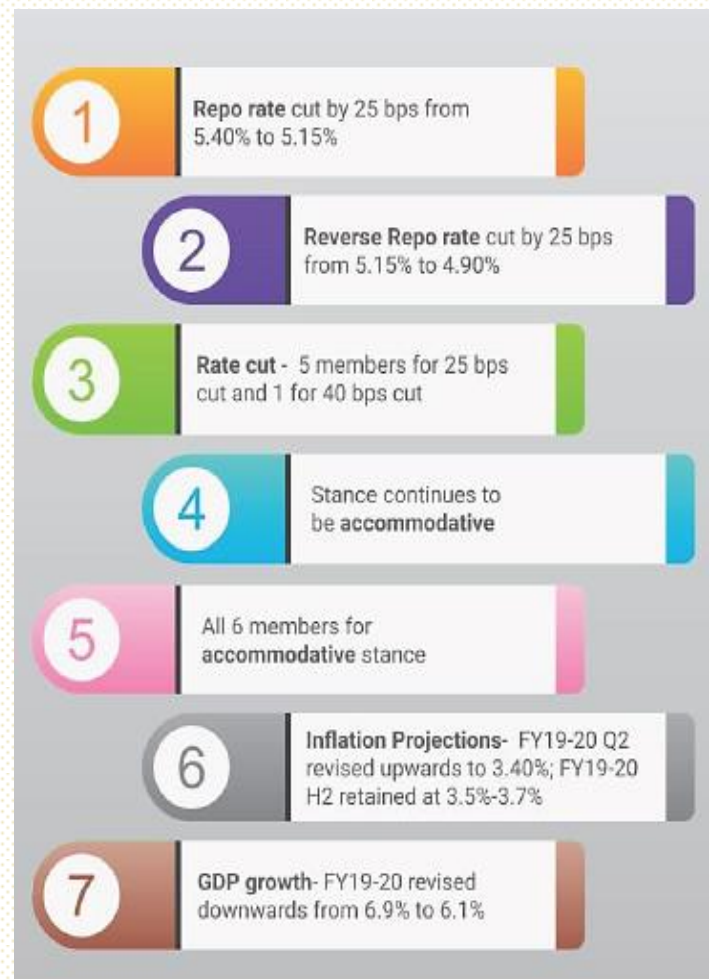 1
Repo rate cut by 25 bps from
5.40% to 5.15%
2
Reverse Repo rate cut by 25 bps
from 5.15% to 4.90%
3
Rate cut - 5 members for 25 bps
cut and 1 for 40 bps cut
4
Stance continues to
be accommodative
5
All 6 members for
accommodative stance
6
Inflation Projections- FY19-20 Q2
revised upwards to 3.40%; FY19-20
H2 retained at 3.5%-3.7%
7
GDP growth- FY19-20 revised
downwards from 6.9% to 6.1%